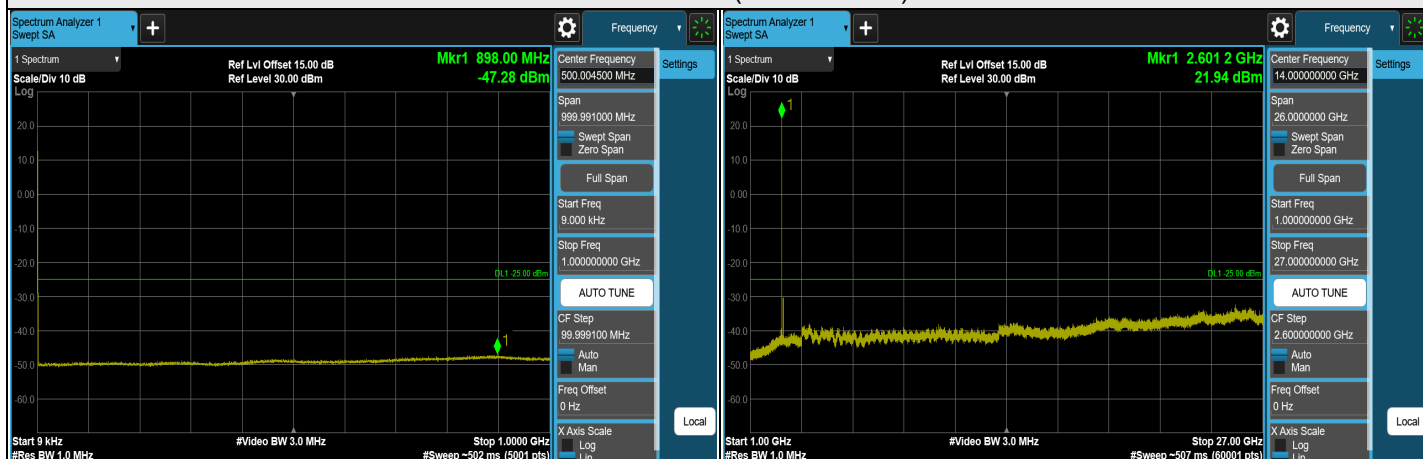 Spectrum Analyzer 1
Swept SA
+
Frequency
1 Spectrum
Scale/Div 10 dB
Log
Ref Lvl Offset 15.00 dB
Ref Level 30.00 dBm
Mkr1 898.00 MHz
-47.28 dBm
20.0
10.0
0.00
-10.0
-20.0
-30.0
-40.0
-50.0
-60.0
DL1 -25.00 dBm
1
Start 9 kHz
#Res BW 1.0 MHz
#Video BW 3.0 MHz
Stop 1.0000 GHz
#Sweep ~502 ms (5001 pts)
Center Frequency
500.004500 MHz
Span
999.991000 MHz
Swept Span
Zero Span
Full Span
Start Freq
9.000 kHz
Stop Freq
1.000000000 GHz
AUTO TUNE
CF Step
99.999100 MHz
Auto
Man
Freq Offset
0 Hz
X Axis Scale
Log
Lin
Settings
Local
Spectrum Analyzer 1
Swept SA
+
Frequency
1 Spectrum
Scale/Div 10 dB
Log
Ref Lvl Offset 15.00 dB
Ref Level 30.00 dBm
Mkr1 2.601 2 GHz
21.94 dBm
1
20.0
10.0
0.00
-10.0
-20.0
-30.0
-40.0
-50.0
-60.0
DL1 -25.00 dBm
Start 1.00 GHz
#Res BW 1.0 MHz
#Video BW 3.0 MHz
Stop 27.00 GHz
#Sweep ~507 ms (60001 pts)
Center Frequency
14.000000000 GHz
Span
26.0000000 GHz
Swept Span
Zero Span
Full Span
Start Freq
1.000000000 GHz
Stop Freq
27.000000000 GHz
AUTO TUNE
CF Step
2.600000000 GHz
Auto
Man
Freq Offset
0 Hz
X Axis Scale
Log
Lin
Settings
Local